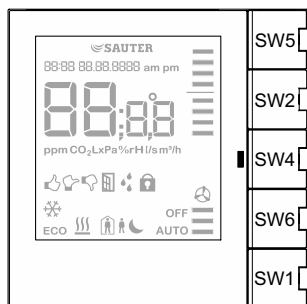 SAUTER
88:88 88.88.8888 am pm
88;8.8°
ppm CO₂LxPa%rH l/s m³/h
OFF
ECO
AUTO
SW5
SW2
SW4
SW6
SW1